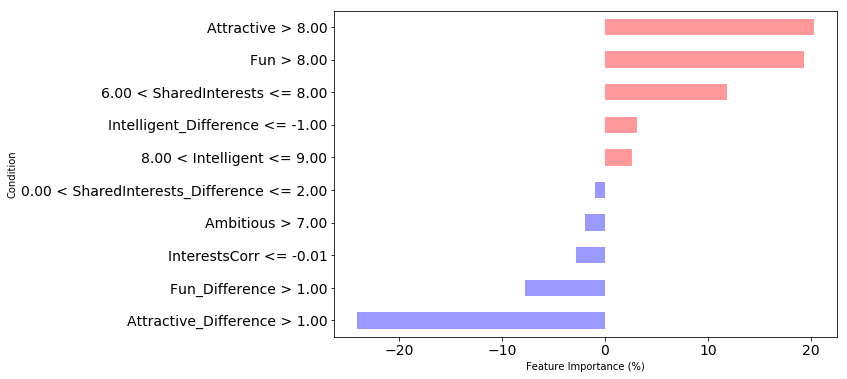 Attractive > 8.00
Fun > 8.00
6.00 < SharedInterests <= 8.00
Intelligent_Difference <= -1.00
8.00 < Intelligent <= 9.00
0.00 < SharedInterests_Difference <= 2.00
Ambitious > 7.00
InterestsCorr <= -0.01
Fun_Difference > 1.00
Attractive_Difference > 1.00
Condition
−20 −10 0 10 20
Feature Importance (%)